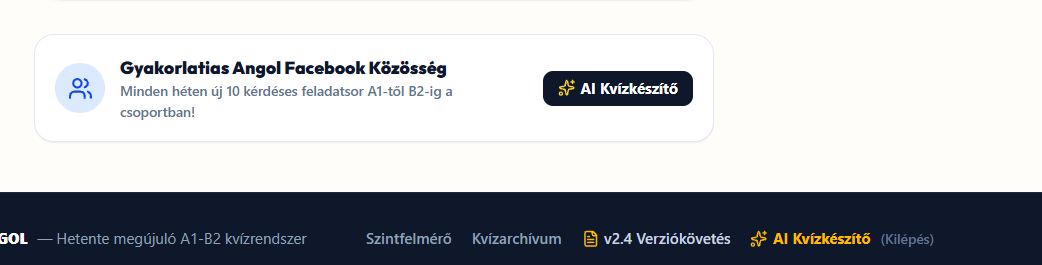 Gyakorlatias Angol Facebook Közösség
Minden héten új 10 kérdéses feladatsor A1-től B2-ig a
csoportban!
AI Kvízkészítő
GOL — Hetente megújuló A1-B2 kvízrendszer
Szintfelmérő
Kvízarchívum
v2.4 Verziókövetés
AI Kvízkészítő (Kilépés)